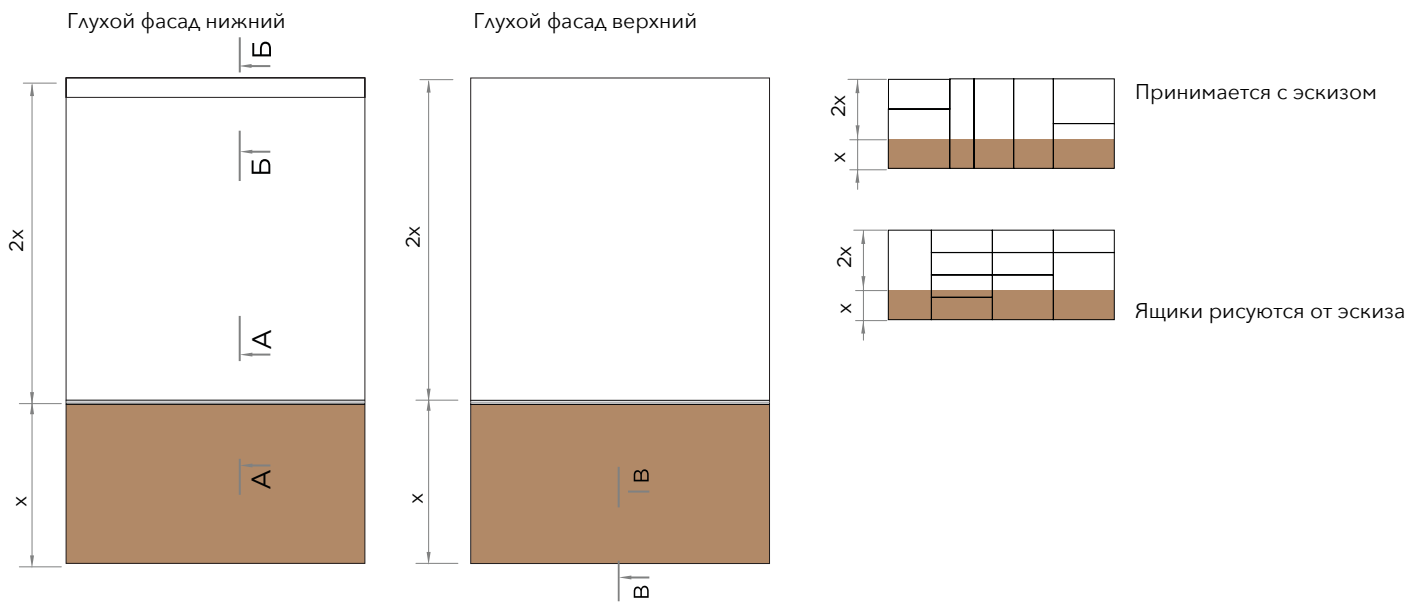 Глухой фасад нижний
Б
Б
2x
А
А
x
Глухой фасад верхний
2x
x
В
В
2x
x
Принимается с эскизом
2x
x
Ящики рисуются от эскиза